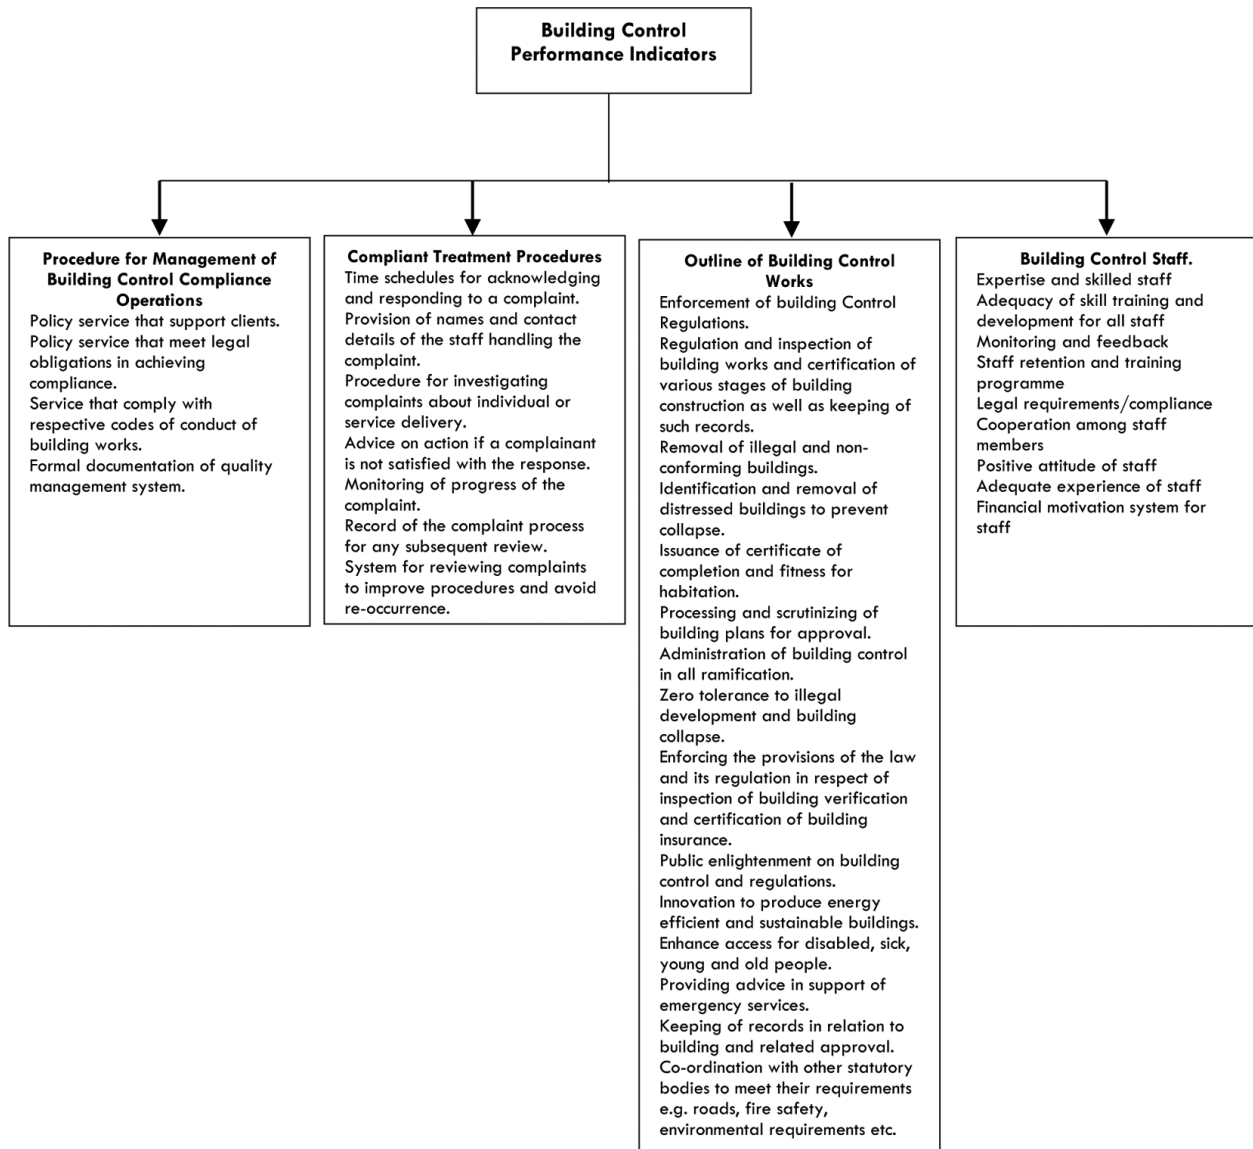 Building Control
Performance Indicators
Procedure for Management of
Building Control Compliance
Operations
Policy service that support clients.
Policy service that meet legal
obligations in achieving
compliance.
Service that comply with
respective codes of conduct of
building works.
Formal documentation of quality
management system.
Compliant Treatment Procedures
Time schedules for acknowledging
and responding to a complaint.
Provision of names and contact
details of the staff handling the
complaint.
Procedure for investigating
complaints about individual or
service delivery.
Advice on action if a complainant
is not satisfied with the response.
Monitoring of progress of the
complaint.
Record of the complaint process
for any subsequent review.
System for reviewing complaints
to improve procedures and avoid
re-occurrence.
Outline of Building Control
Works
Enforcement of building Control
Regulations.
Regulation and inspection of
building works and certification of
various stages of building
construction as well as keeping of
such records.
Removal of illegal and non-
conforming buildings.
Identification and removal of
distressed buildings to prevent
collapse.
Issuance of certificate of
completion and fitness for
habitation.
Processing and scrutinizing of
building plans for approval.
Administration of building control
in all ramification.
Zero tolerance to illegal
development and building
collapse.
Enforcing the provisions of the law
and its regulation in respect of
inspection of building verification
and certification of building
insurance.
Public enlightenment on building
control and regulations.
Innovation to produce energy
efficient and sustainable buildings.
Enhance access for disabled, sick,
young and old people.
Providing advice in support of
emergency services.
Keeping of records in relation to
building and related approval.
Co-ordination with other statutory
bodies to meet their requirements
e.g. roads, fire safety,
environmental requirements etc.
Building Control Staff.
Expertise and skilled staff
Adequacy of skill training and
development for all staff
Monitoring and feedback
Staff retention and training
programme
Legal requirements/compliance
Cooperation among staff
members
Positive attitude of staff
Adequate experience of staff
Financial motivation system for
staff